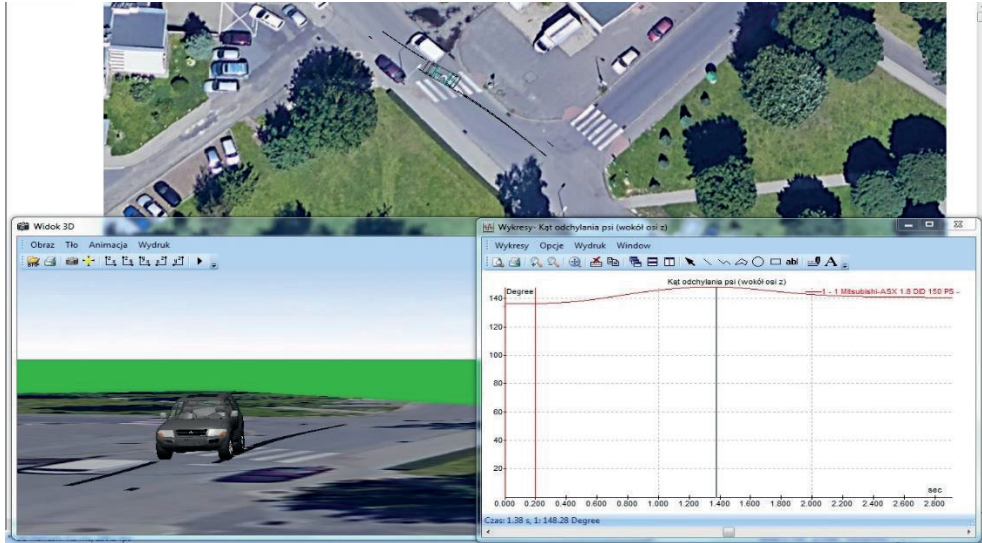 Widok 3D
Obraz Tło Animacja Wydruk
Wykresy- Kąt odchylania psi (wokół osi z)
Wykresy Opcje Wydruk Window
abl
Kąt odchylania psi (wokół osi z)
Degree
1 - 1 Mitsubishi-ASX 1.8 DID 150 PS -
140
120
100
80
60
40
20
sec
0.000 0.200 0.400 0.600 0.800 1.000 1.200 1.400 1.600 1.800 2.000 2.200 2.400 2.600 2.800
Czas: 1.38 s, 1: 148.28 Degree